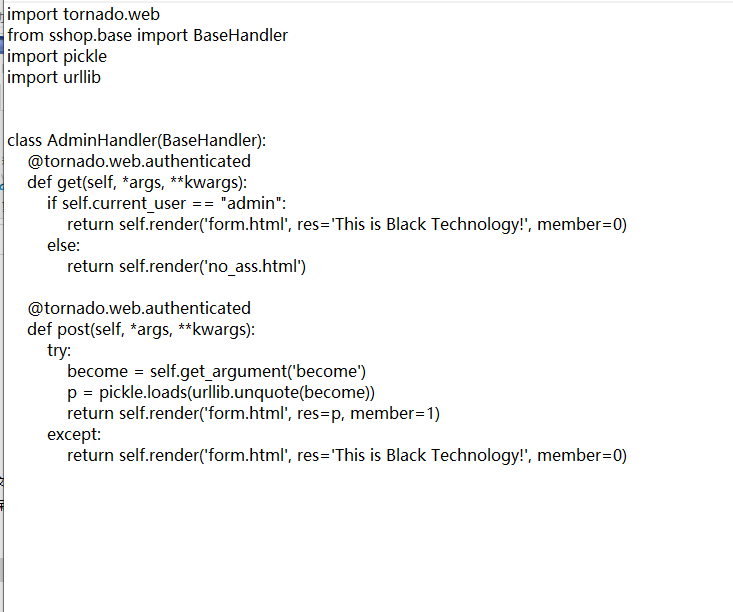 import tornado.web
from sshop.base import BaseHandler
import pickle
import urllib
class AdminHandler(BaseHandler):
@tornado.web.authenticated
def get(self, *args, **kwargs):
if self.current_user == "admin":
return self.render('form.html', res='This is Black Technology!', member=0)
else:
return self.render('no_ass.html')
@tornado.web.authenticated
def post(self, *args, **kwargs):
try:
become = self.get_argument('become')
p = pickle.loads(urllib.unquote(become))
return self.render('form.html', res=p, member=1)
except:
return self.render('form.html', res='This is Black Technology!', member=0)